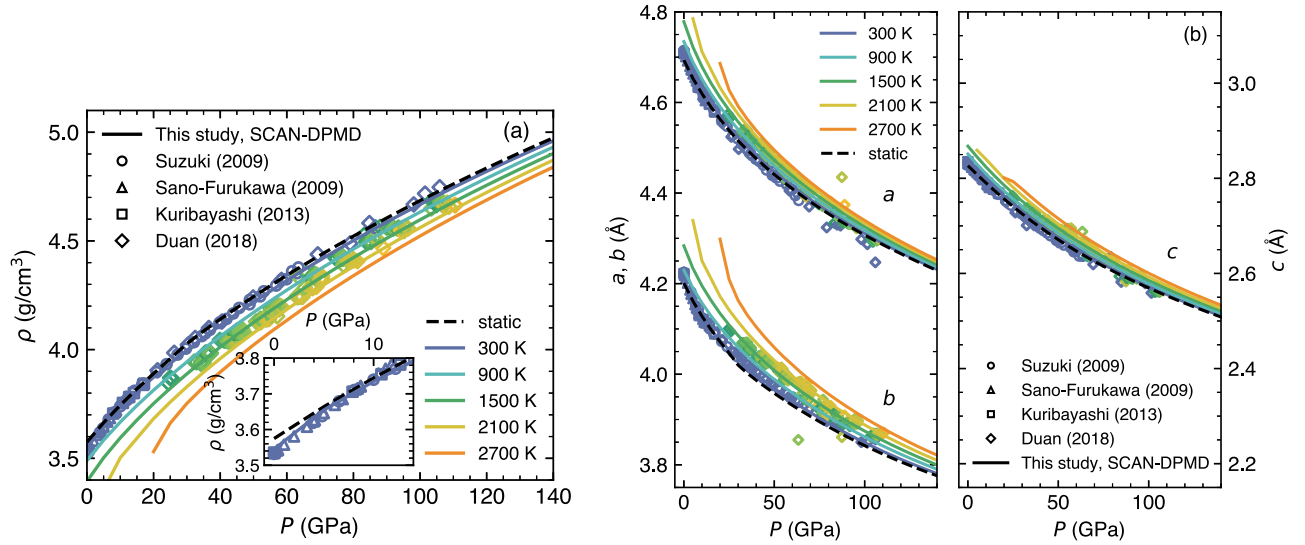 (a)
This study, SCAN-DPMD
Suzuki (2009)
Sano-Furukawa (2009)
Kuribayashi (2013)
Duan (2018)
ρ (g/cm³)
5.0
4.5
4.0
3.5
P (GPa)
0 10
3.8
3.7
3.6
3.5
ρ (g/cm³)
static
300 K
900 K
1500 K
2100 K
2700 K
0 20 40 60 80 100 120 140
P (GPa)
a, b (Å)
4.8
4.6
4.4
4.2
4.0
3.8
300 K
900 K
1500 K
2100 K
2700 K
static
a
b
0 50 100
P (GPa)
(b)
c
3.0
2.8
2.6
2.4
2.2
c (Å)
Suzuki (2009)
Sano-Furukawa (2009)
Kuribayashi (2013)
Duan (2018)
This study, SCAN-DPMD
0 50 100
P (GPa)